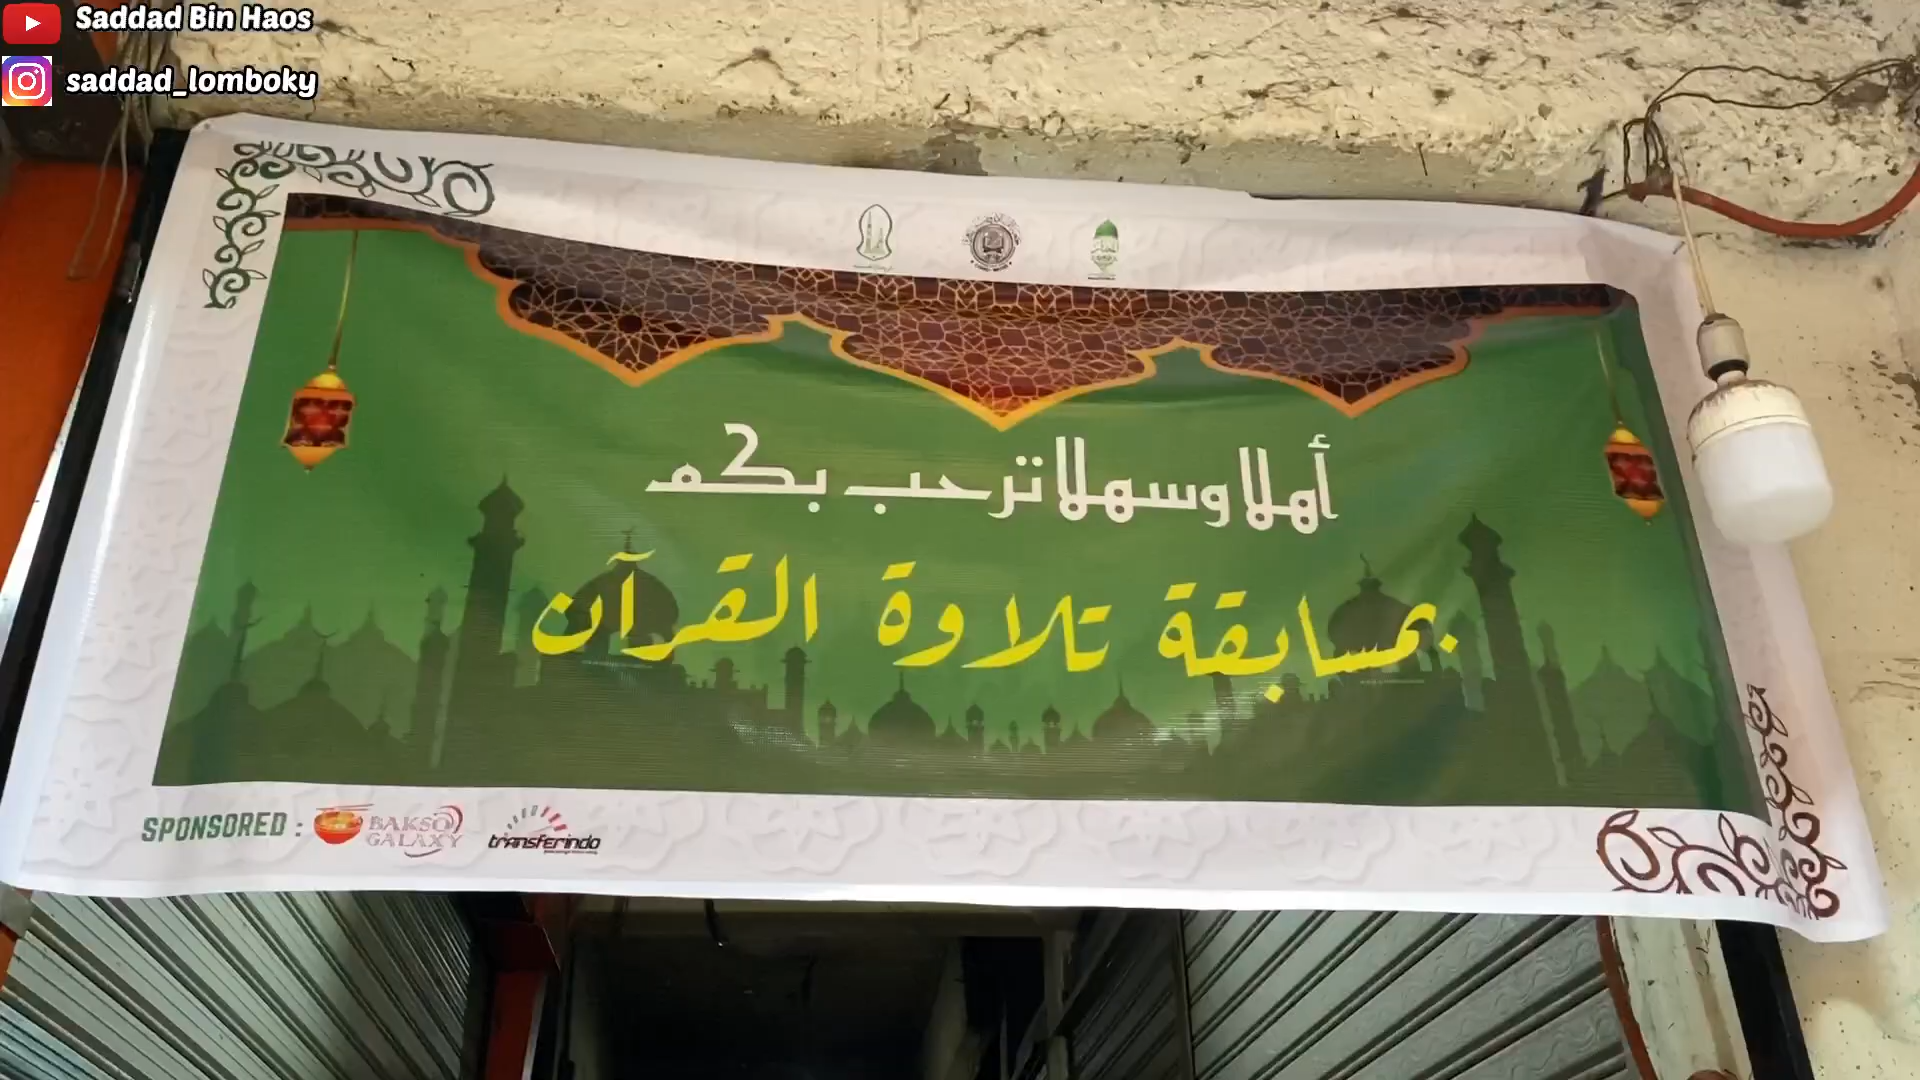 Saddad Bin Haos
saddad_lomboky
أهلا وسهلا ترحب بكم
بمسابقة تلاوة القرآن
SPONSORED :
BAKSO
GALAXY
transferindo